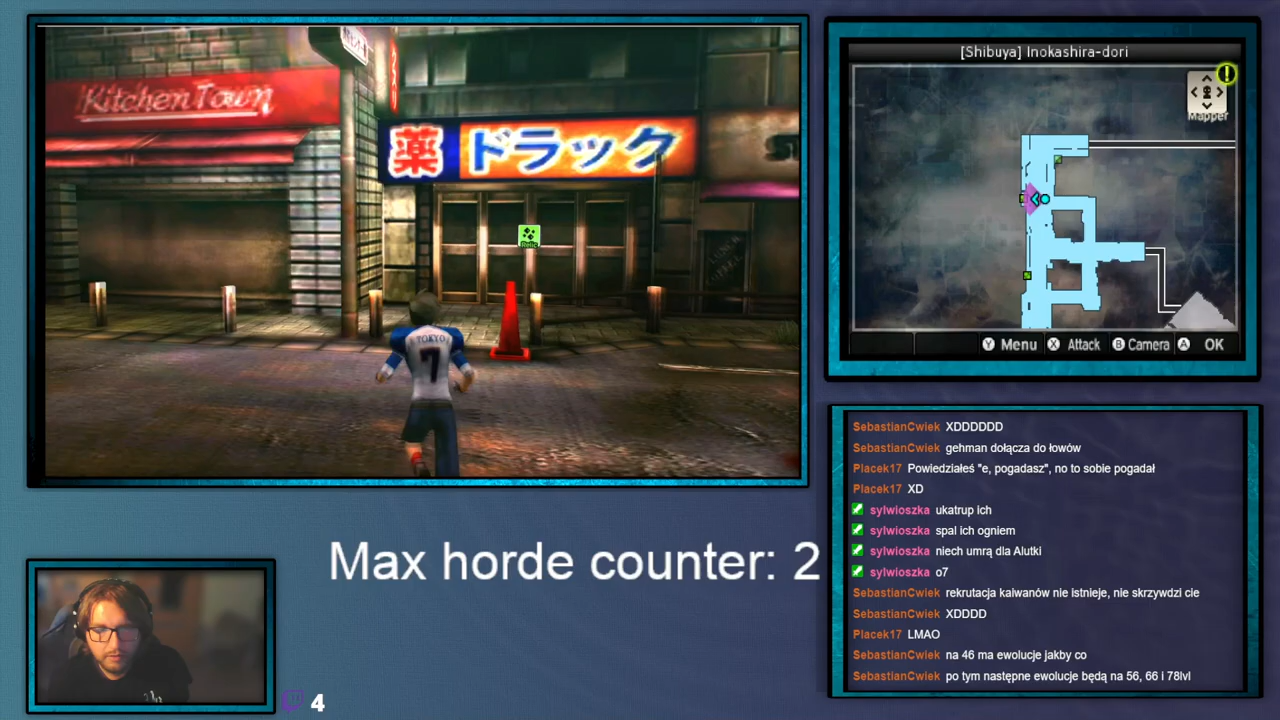 Kitchen Town
薬 ドラック
Relic
TOKYO
7
[Shibuya] Inokashira-dori
Mapper
Y Menu X Attack B Camera A OK
SebastianCwiek XDDDDDD
SebastianCwiek gehman dołącza do łowów
Placek17 Powiedziałeś "e, pogadasz", no to sobie pogadał
Placek17 XD
sylwioszka ukatrup ich
sylwioszka spal ich ogniem
sylwioszka niech umrą dla Alutki
sylwioszka o7
SebastianCwiek rekrutacja kaiwanów nie istnieje, nie skrzywdzi cie
SebastianCwiek XDDDD
Placek17 LMAO
SebastianCwiek na 46 ma ewolucje jakby co
SebastianCwiek po tym następne ewolucje będą na 56, 66 i 78lvl
Max horde counter: 2
4